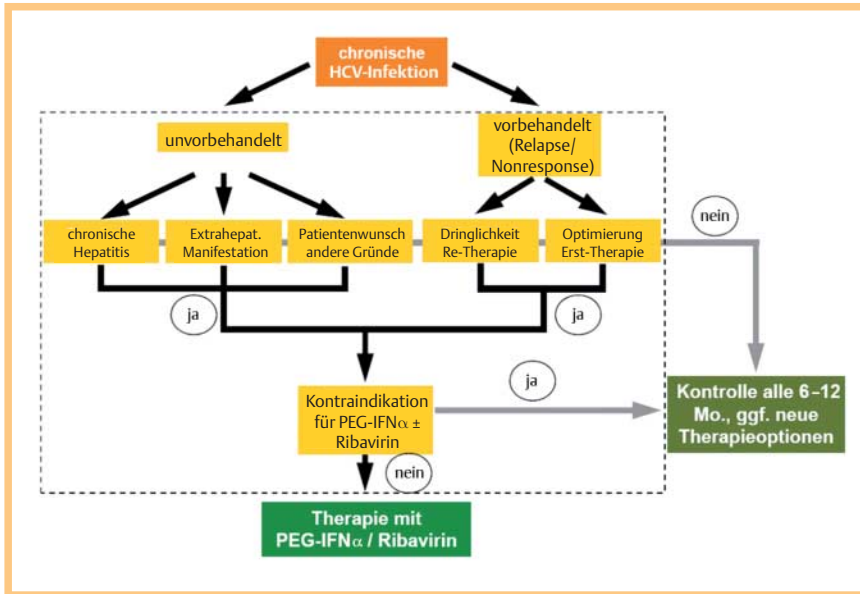 chronische
HCV-Infektion
unvorbehandelt
vorbehandelt
(Relapse/
Nonresponse)
chronische
Hepatitis
Extrahepat.
Manifestation
Patientenwunsch
andere Gründe
Dringlichkeit
Re-Therapie
Optimierung
Erst-Therapie
nein
ja
ja
Kontraindikation
für PEG-IFNα ±
Ribavirin
ja
Kontrolle alle 6–12
Mo., ggf. neue
Therapieoptionen
nein
Therapie mit
PEG-IFNα / Ribavirin